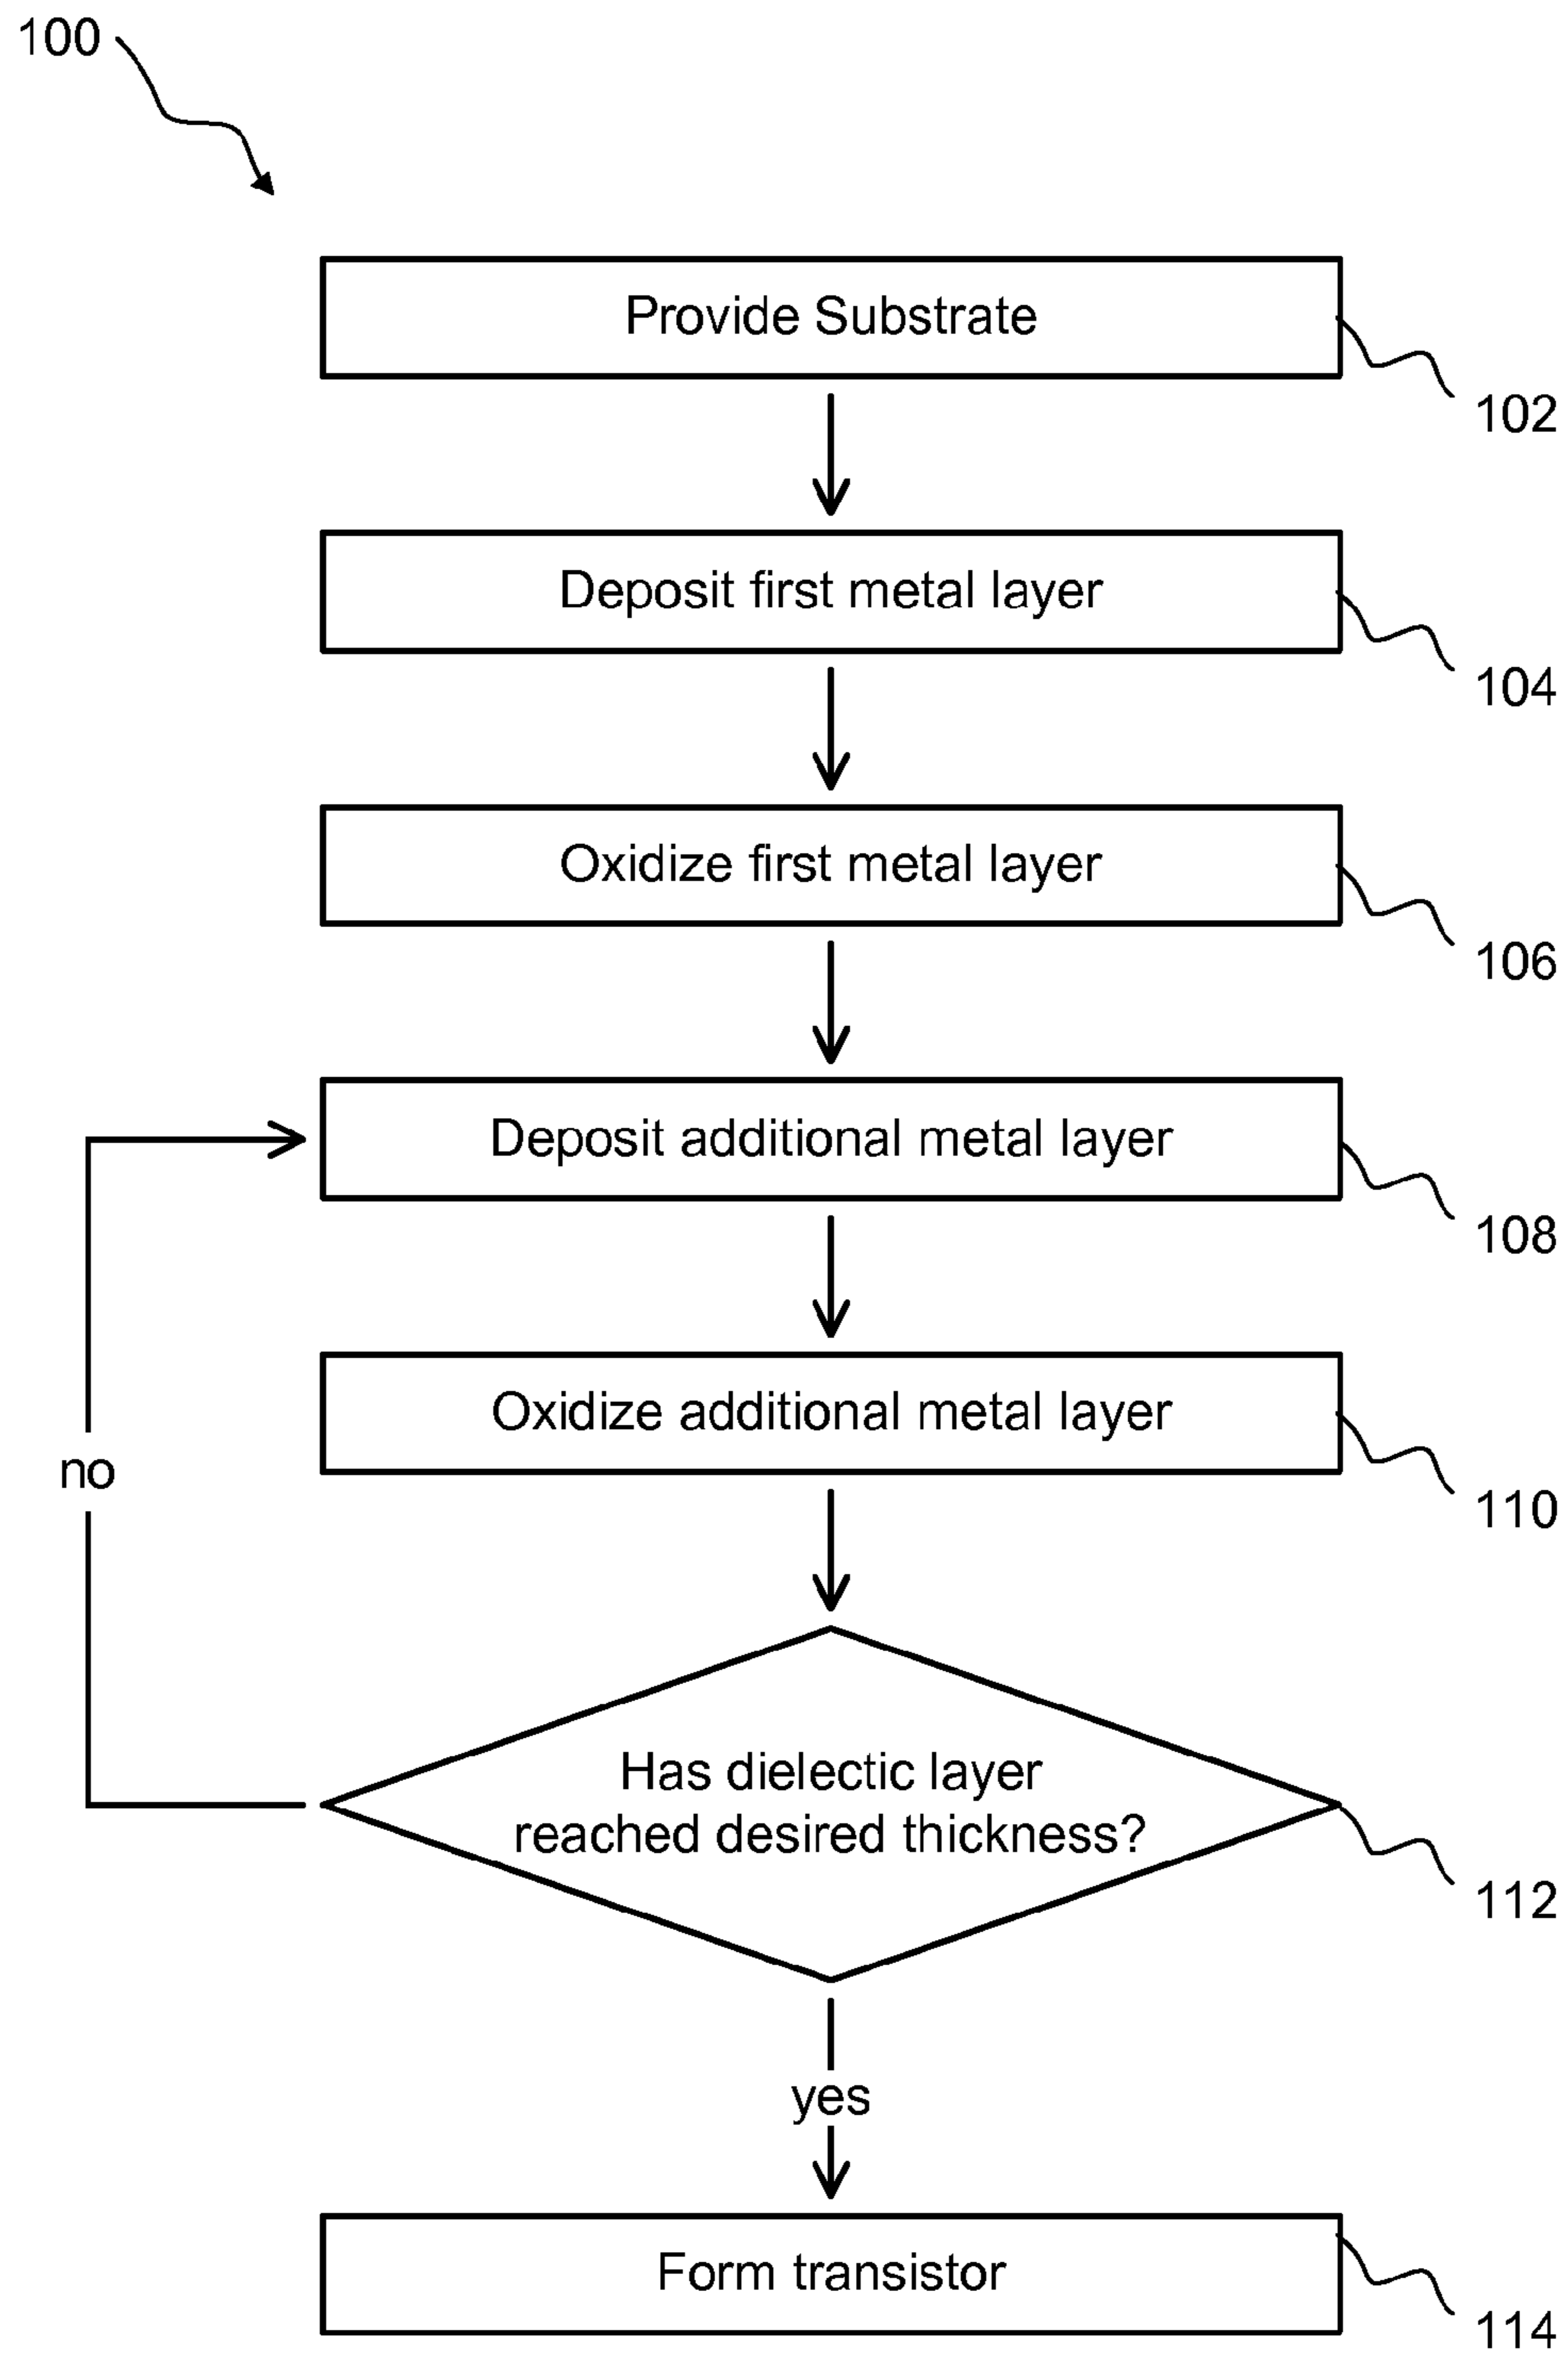 100
Provide Substrate
102
Deposit first metal layer
104
Oxidize first metal layer
106
Deposit additional metal layer
108
Oxidize additional metal layer
110
no
Has dielectic layer
reached desired thickness?
112
yes
Form transistor
114